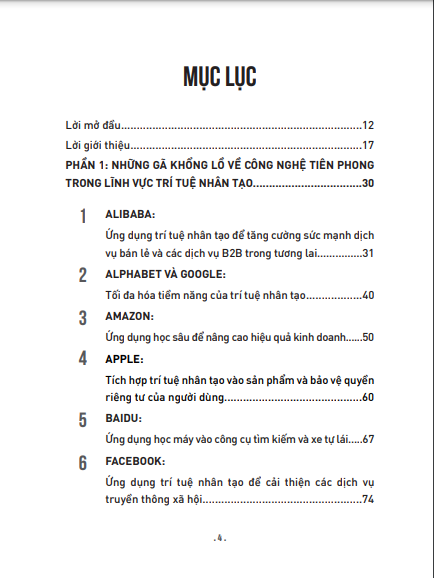 MỤC LỤC
Lời mở đầu..........................................................................12
Lời giới thiệu.......................................................................17
PHẦN 1: NHỮNG GÃ KHỔNG LỒ VỀ CÔNG NGHỆ TIÊN PHONG
TRONG LĨNH VỰC TRÍ TUỆ NHÂN TẠO.................................30
1 ALIBABA:
Ứng dụng trí tuệ nhân tạo để tăng cường sức mạnh dịch
vụ bán lẻ và các dịch vụ B2B trong tương lai..............31
2 ALPHABET VÀ GOOGLE:
Tối đa hóa tiềm năng của trí tuệ nhân tạo.................40
3 AMAZON:
Ứng dụng học sâu để nâng cao hiệu quả kinh doanh......50
4 APPLE:
Tích hợp trí tuệ nhân tạo vào sản phẩm và bảo vệ quyền
riêng tư của người dùng..........................................60
5 BAIDU:
Ứng dụng học máy vào công cụ tìm kiếm và xe tự lái.....67
6 FACEBOOK:
Ứng dụng trí tuệ nhân tạo để cải thiện các dịch vụ
truyền thông xã hội................................................74
. 4 .